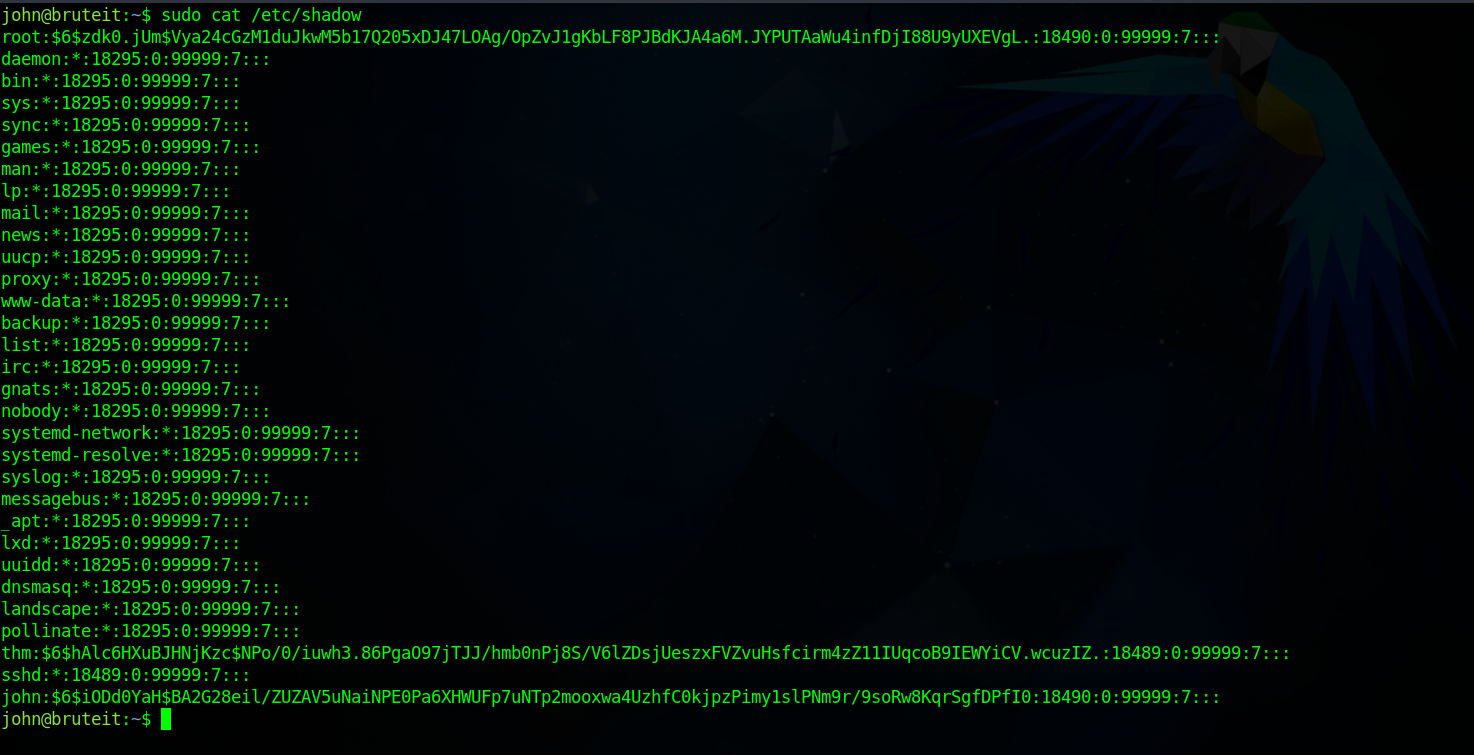 john@bruteit:~$ sudo cat /etc/shadow
root:$6$zdk0.jUm$Vya24cGzM1duJkwM5b17Q205xDJ47LOAg/OpZvJ1gKbLF8PJBdKJA4a6M.JYPUTAaWu4infDjI88U9yUXEVgL.:18490:0:99999:7:::
daemon:*:18295:0:99999:7:::
bin:*:18295:0:99999:7:::
sys:*:18295:0:99999:7:::
sync:*:18295:0:99999:7:::
games:*:18295:0:99999:7:::
man:*:18295:0:99999:7:::
lp:*:18295:0:99999:7:::
mail:*:18295:0:99999:7:::
news:*:18295:0:99999:7:::
uucp:*:18295:0:99999:7:::
proxy:*:18295:0:99999:7:::
www-data:*:18295:0:99999:7:::
backup:*:18295:0:99999:7:::
list:*:18295:0:99999:7:::
irc:*:18295:0:99999:7:::
gnats:*:18295:0:99999:7:::
nobody:*:18295:0:99999:7:::
systemd-network:*:18295:0:99999:7:::
systemd-resolve:*:18295:0:99999:7:::
syslog:*:18295:0:99999:7:::
messagebus:*:18295:0:99999:7:::
_apt:*:18295:0:99999:7:::
lxd:*:18295:0:99999:7:::
uuidd:*:18295:0:99999:7:::
dnsmasq:*:18295:0:99999:7:::
landscape:*:18295:0:99999:7:::
pollinate:*:18295:0:99999:7:::
thm:$6$hAlc6HXuBJHNjKzc$NPo/0/iuwh3.86PgaO97jTJJ/hmb0nPj8S/V6lZDsjUeszxFVZvuHsfcirm4zZ11IUqcoB9IEWYiCV.wcuzIZ.:18489:0:99999:7:::
sshd:*:18489:0:99999:7:::
john:$6$iODd0YaH$BA2G28eil/ZUZAV5uNaiNPE0Pa6XHWUFp7uNTp2mooxwa4UzhfC0kjpzPimy1slPNm9r/9soRw8KqrSgfDPfI0:18490:0:99999:7:::
john@bruteit:~$